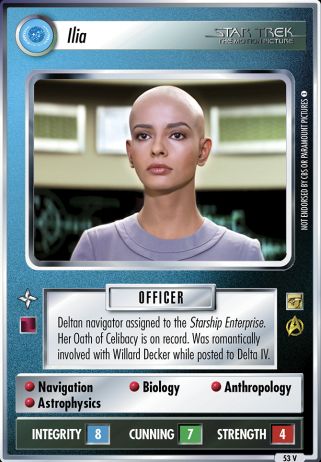 Ilia
STAR TREK
THE MOTION PICTURE
NOT ENDORSED BY CBS OR PARAMOUNT PICTURES
OFFICER
Deltan navigator assigned to the Starship Enterprise.
Her Oath of Celibacy is on record. Was romantically
involved with Willard Decker while posted to Delta IV.
Navigation Biology Anthropology
Astrophysics
INTEGRITY 8 CUNNING 7 STRENGTH 4
53 V